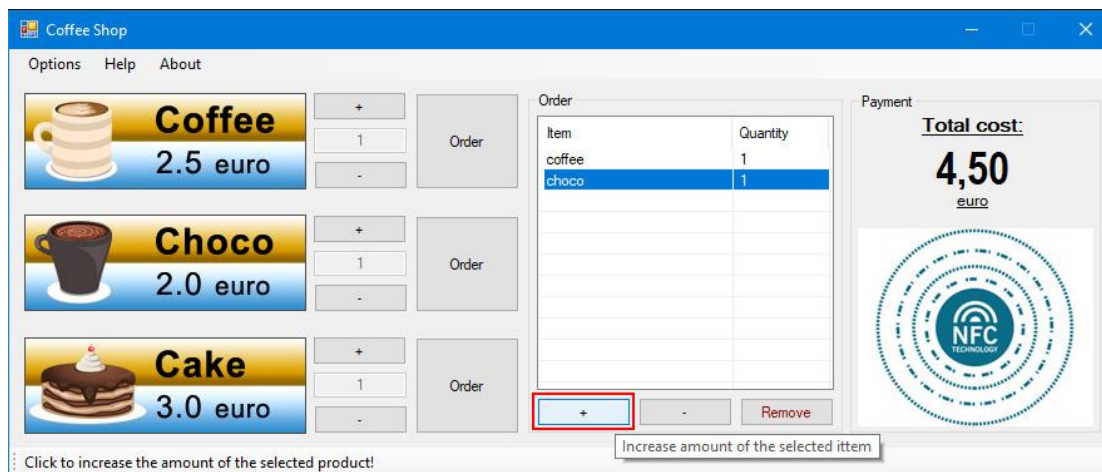 Coffee Shop
Options Help About
Coffee
2.5 euro
+
1
-
Order
Choco
2.0 euro
+
1
-
Order
Cake
3.0 euro
+
1
-
Order
Order
Item Quantity
coffee 1
choco 1
+ - Remove
Increase amount of the selected ittem
Payment
Total cost:
4,50
euro
NFC
TECHNOLOGY
Click to increase the amount of the selected product!